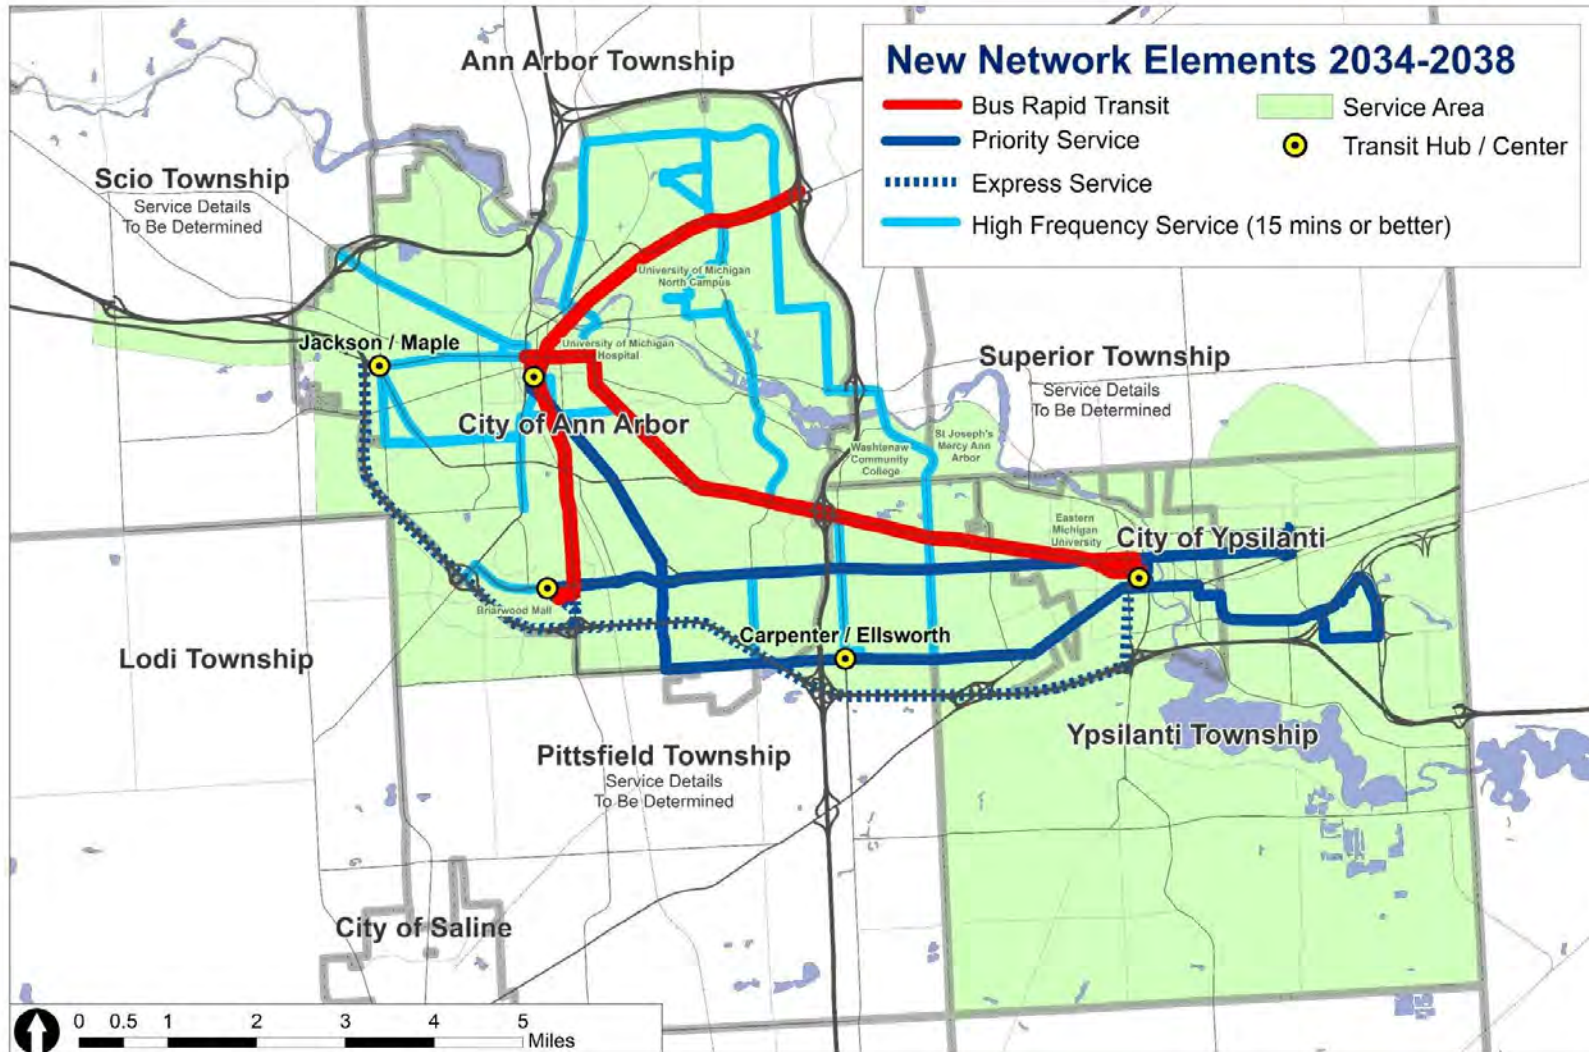 Ann Arbor Township
New Network Elements 2034-2038
Bus Rapid Transit
Service Area
Priority Service
Transit Hub / Center
Express Service
High Frequency Service (15 mins or better)
Scio Township
Service Details
To Be Determined
University of Michigan
North Campus
Jackson / Maple
University of Michigan
Hospital
Superior Township
Service Details
To Be Determined
City of Ann Arbor
Washtenaw
Community
College
St Joseph's
Mercy Ann
Arbor
Eastern
Michigan
University
City of Ypsilanti
Briarwood Mall
Carpenter / Ellsworth
Lodi Township
Pittsfield Township
Service Details
To Be Determined
Ypsilanti Township
City of Saline
0 0.5 1 2 3 4 5
Miles